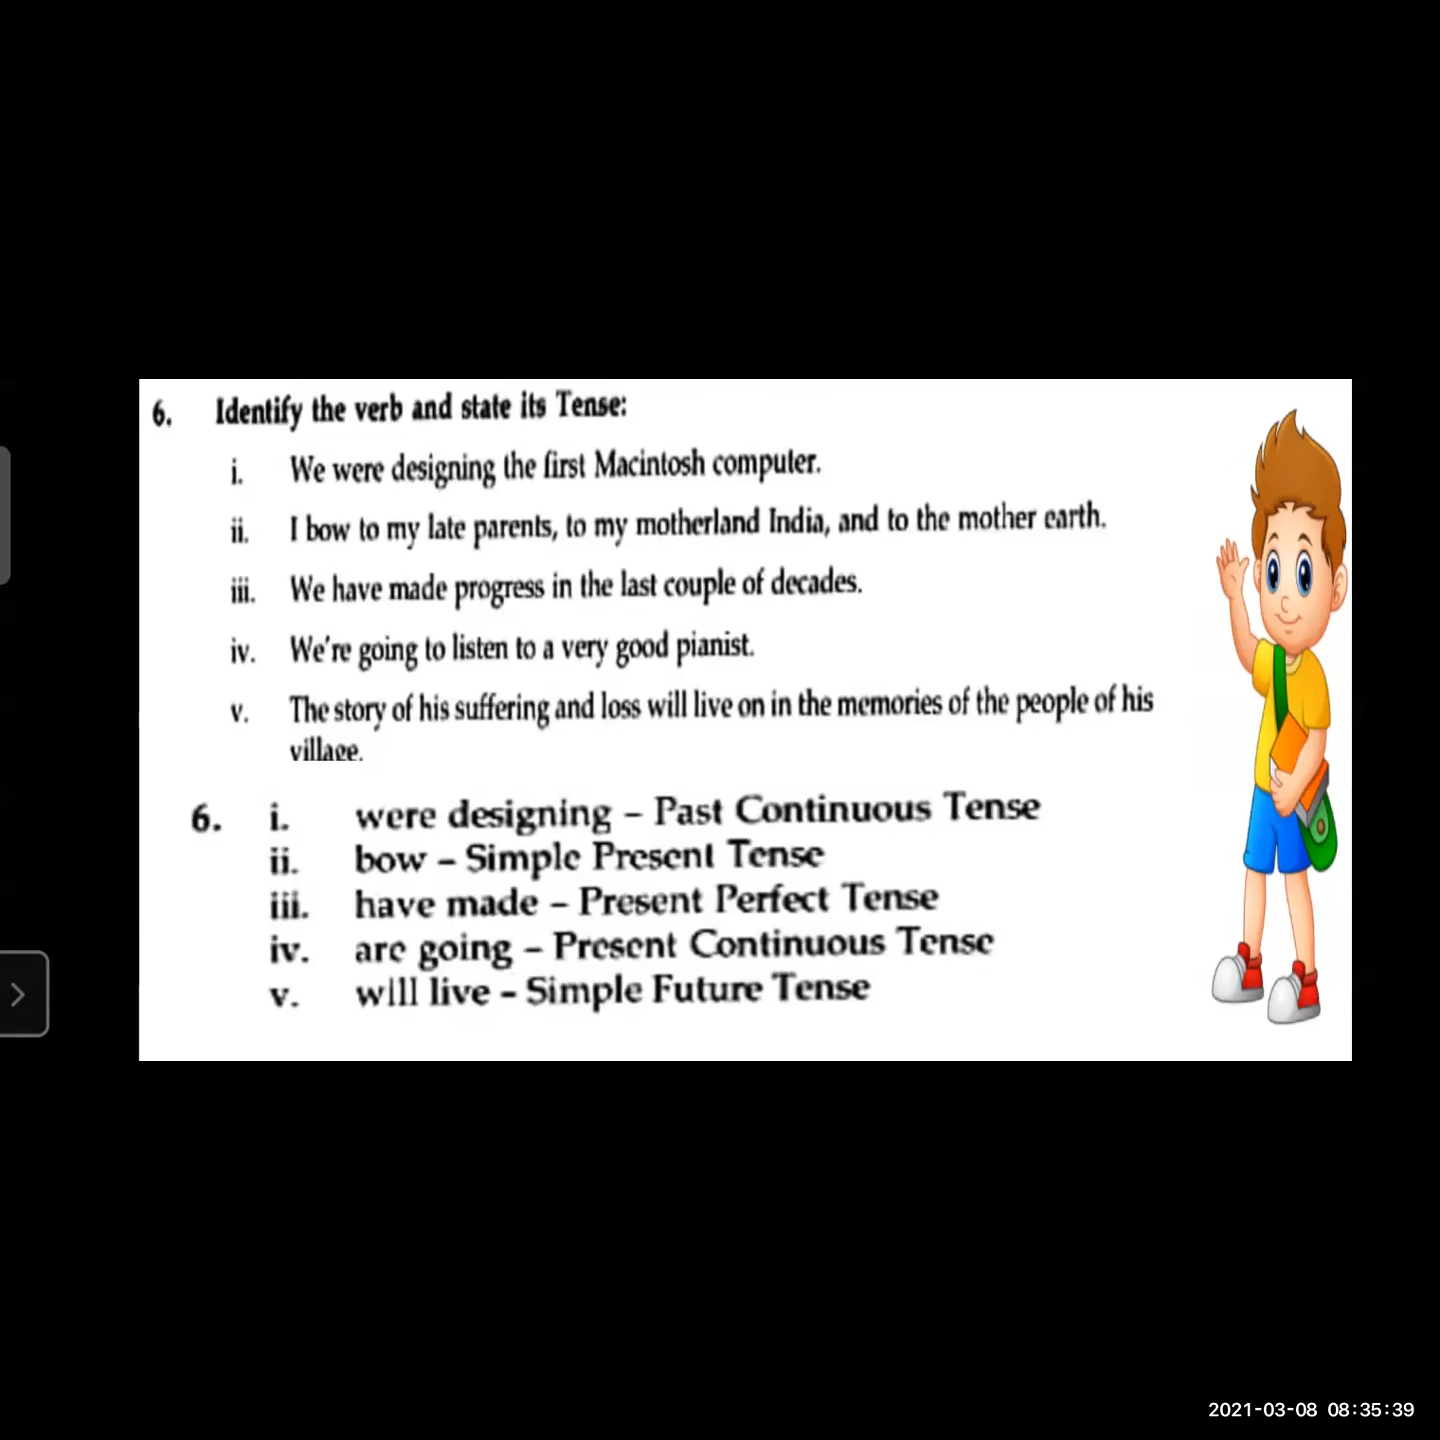 6. Identify the verb and state its Tense:
i. We were designing the first Macintosh computer.
ii. I bow to my late parents, to my motherland India, and to the mother earth.
iii. We have made progress in the last couple of decades.
iv. We're going to listen to a very good pianist.
v. The story of his suffering and loss will live on in the memories of the people of his
village.
6. i. were designing – Past Continuous Tense
ii. bow – Simple Present Tense
iii. have made – Present Perfect Tense
iv. are going – Present Continuous Tense
v. will live – Simple Future Tense
2021-03-08 08:35:39